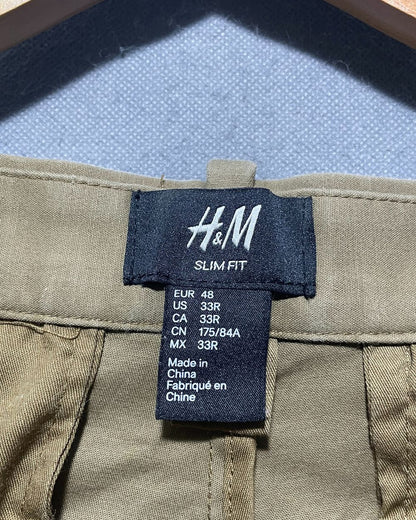 H&M
SLIM FIT
EUR 48
US 33R
CA 33R
CN 175/84A
MX 33R
Made in
China
Fabriqué en
Chine